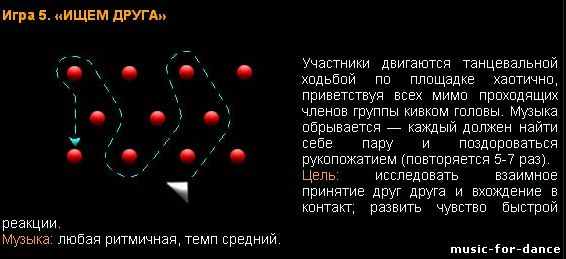 Игра 5. «ИЩЕМ ДРУГА»
Участники двигаются танцевальной
ходьбой по площадке хаотично,
приветствуя всех мимо проходящих
членов группы кивком головы. Музыка
обрывается — каждый должен найти
себе пару и поздороваться
рукопожатием (повторяется 5-7 раз).
Цель: исследовать взаимное
принятие друг друга и вхождение в
контакт; развить чувство быстрой
реакции.
Музыка: любая ритмичная, темп средний.
music-for-dance